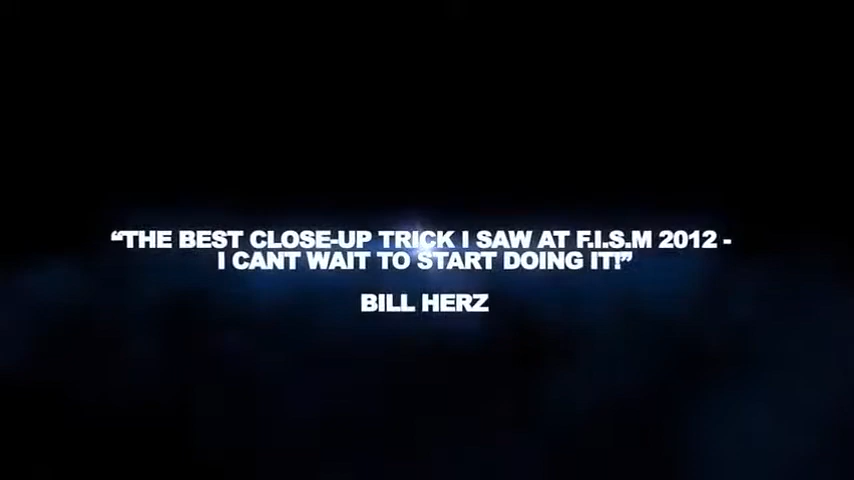 “THE BEST CLOSE-UP TRICK I SAW AT F.I.S.M 2012 -
I CANT WAIT TO START DOING IT!”
BILL HERZ